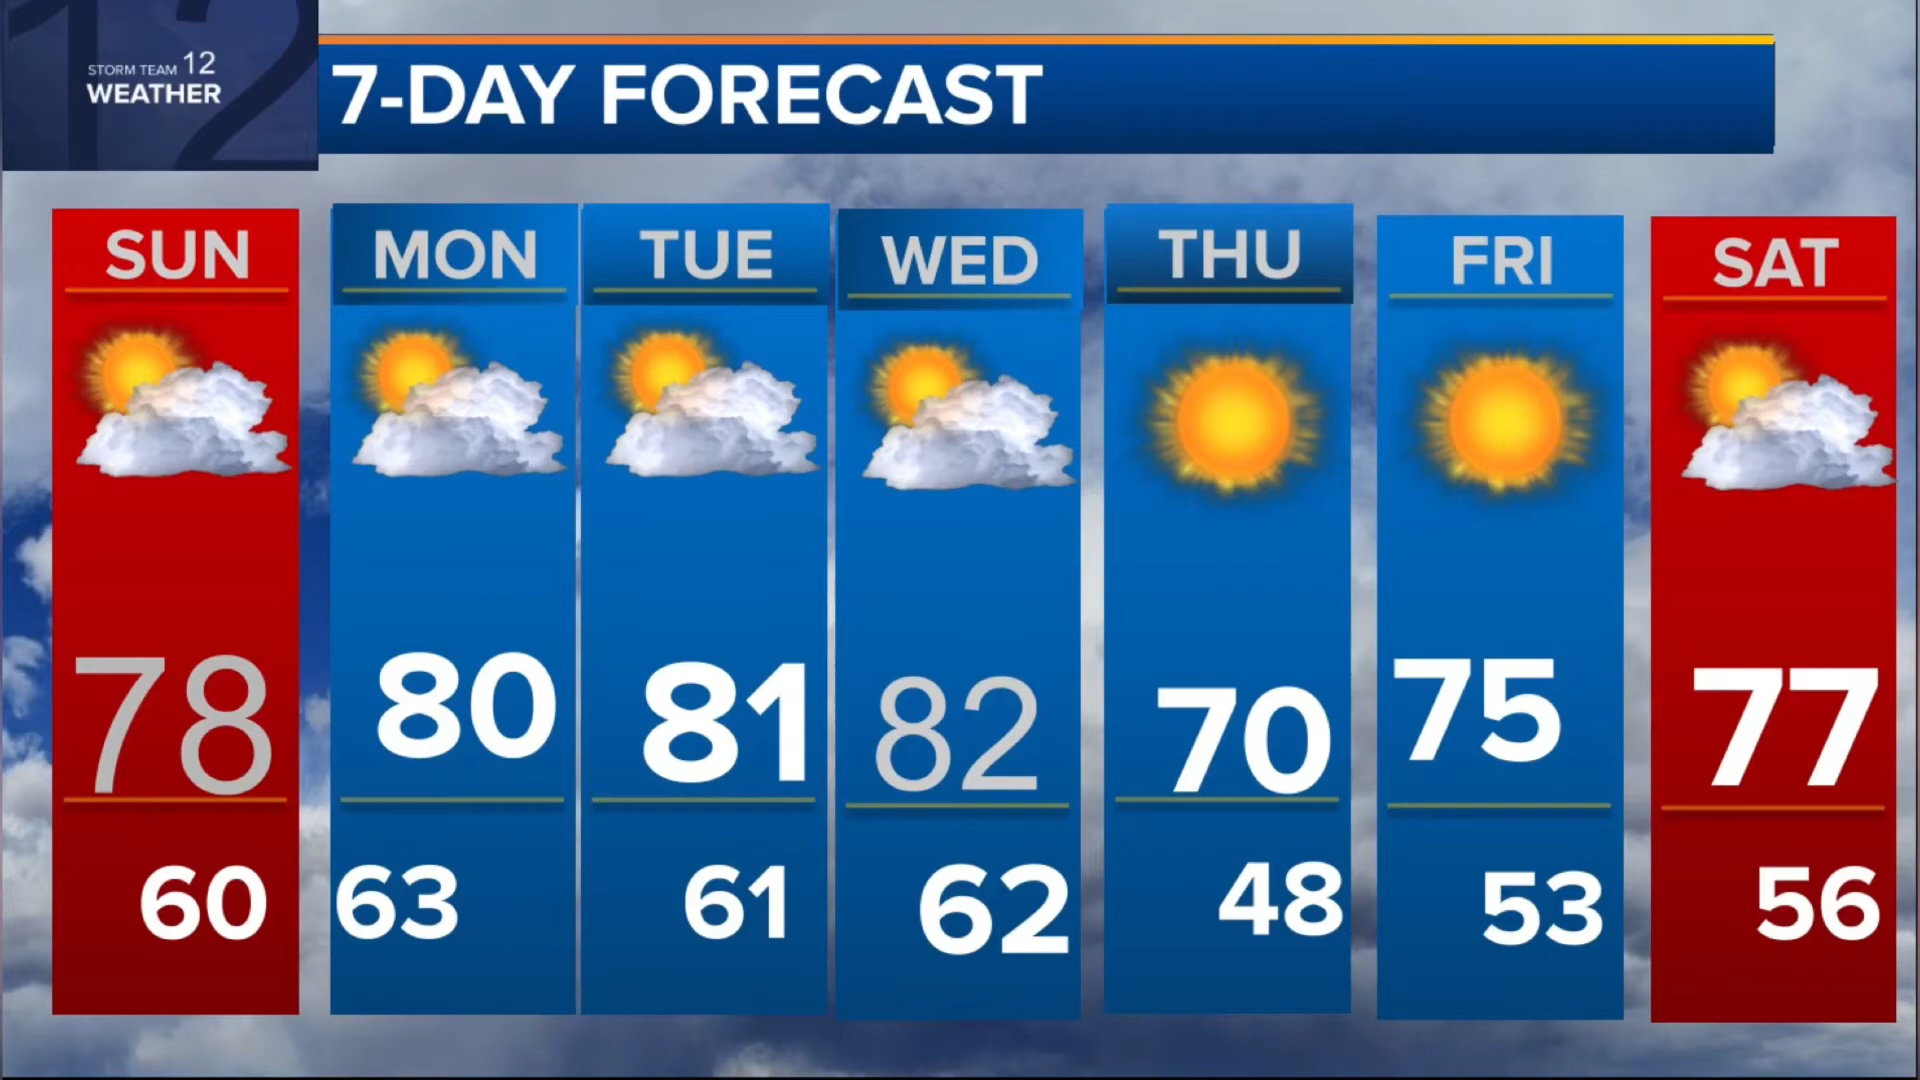 STORM TEAM 12
WEATHER
7-DAY FORECAST
SUN MON TUE WED THU FRI SAT
78 80 81 82 70 75 77
60 63 61 62 48 53 56